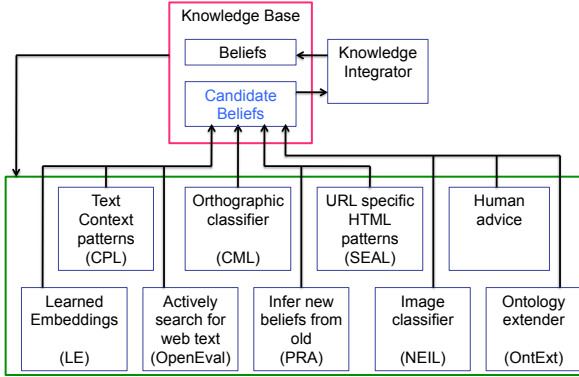 Knowledge Base
Beliefs
Candidate
Beliefs
Knowledge
Integrator
Text
Context
patterns
(CPL)
Orthographic
classifier
(CML)
URL specific
HTML
patterns
(SEAL)
Human
advice
Learned
Embeddings
(LE)
Actively
search for
web text
(OpenEval)
Infer new
beliefs from
old
(PRA)
Image
classifier
(NEIL)
Ontology
extender
(OntExt)